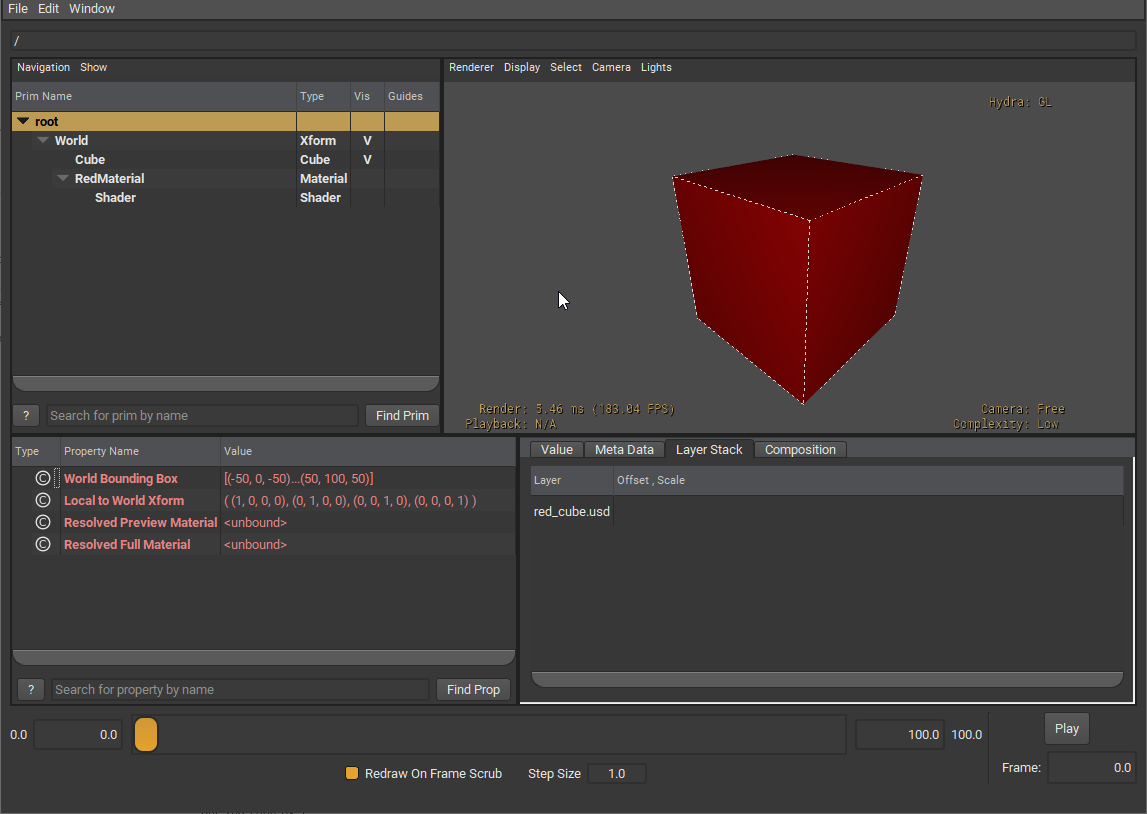 File Edit Window
/
Navigation Show
Prim Name Type Vis Guides
root
World Xform V
Cube Cube V
RedMaterial Material
Shader Shader
? Search for prim by name Find Prim
Renderer Display Select Camera Lights
Hydra: GL
Render: 5.46 ms (183.04 FPS)
Playback: N/A
Camera: Free
Complexity: Low
Type Property Name Value
© World Bounding Box [(-50, 0, -50)...(50, 100, 50)]
© Local to World Xform ( (1, 0, 0, 0), (0, 1, 0, 0), (0, 0, 1, 0), (0, 0, 0, 1) )
© Resolved Preview Material <unbound>
© Resolved Full Material <unbound>
? Search for property by name Find Prop
Value Meta Data Layer Stack Composition
Layer Offset , Scale
red_cube.usd
0.0 0.0 100.0 100.0 Play
Redraw On Frame Scrub Step Size 1.0 Frame: 0.0